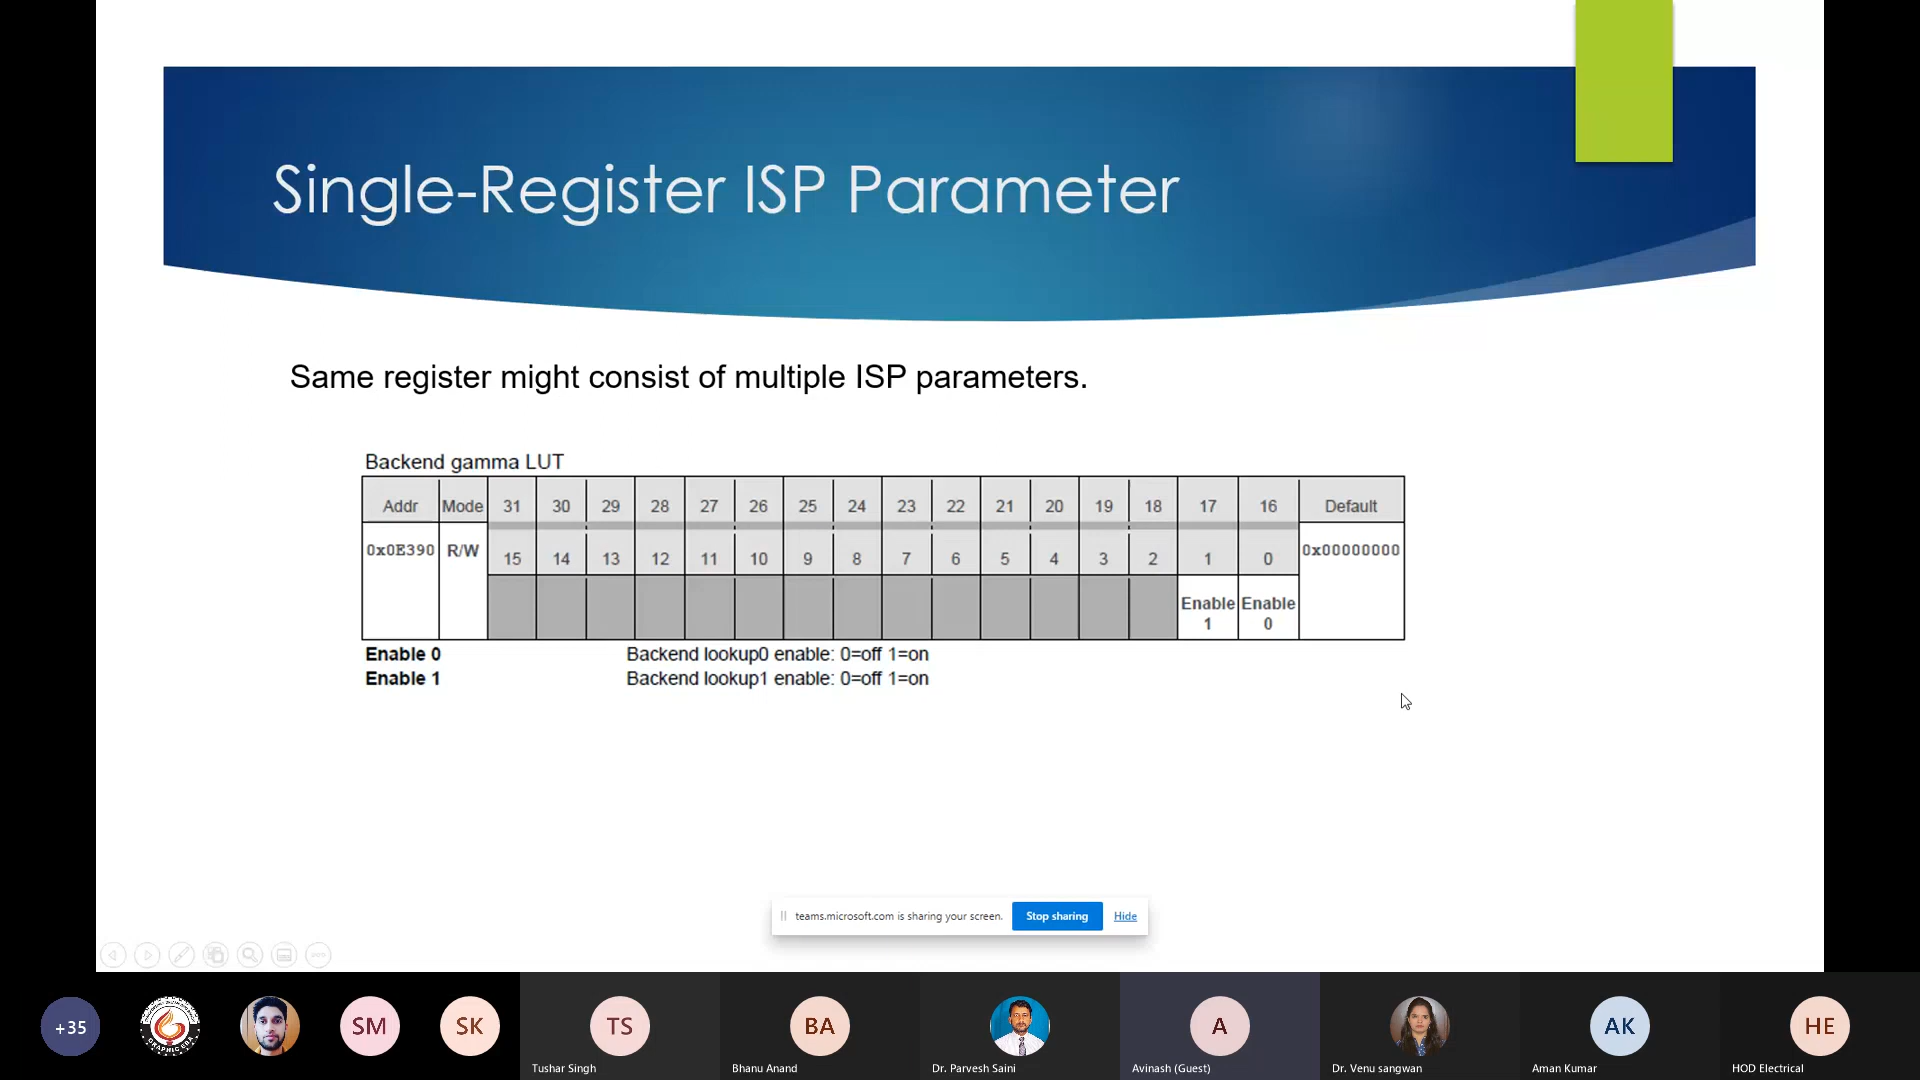 Single-Register ISP Parameter
Same register might consist of multiple ISP parameters.
Backend gamma LUT
Addr Mode 31 30 29 28 27 26 25 24 23 22 21 20 19 18 17 16 Default
0x0E390 R/W 15 14 13 12 11 10 9 8 7 6 5 4 3 2 1 0 0x00000000
Enable 1 Enable 0
Enable 0 Backend lookup0 enable: 0=off 1=on
Enable 1 Backend lookup1 enable: 0=off 1=on
teams.microsoft.com is sharing your screen. Stop sharing Hide
+35 SM SK TS BA A AK HE
Tushar Singh Bhanu Anand Dr. Parvesh Saini Avinash (Guest) Dr. Venu sangwan Aman Kumar HOD Electrical